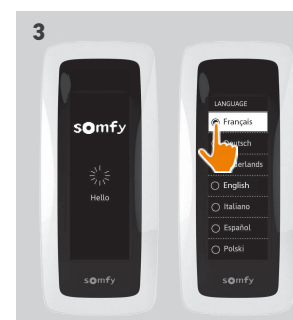 3
somfy
Hello
somfy
LANGUAGE
Français
English
Italiano
Español
Polski
somfy